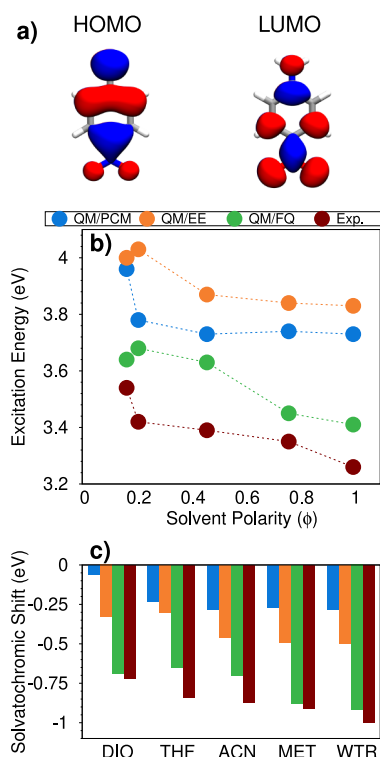 a) HOMO LUMO
QM/PCM QM/EE QM/FQ Exp.
b)
Excitation Energy (eV)
4
3.8
3.6
3.4
3.2
0 0.2 0.4 0.6 0.8 1
Solvent Polarity (ϕ)
c)
Solvatochromic Shift (eV)
0
-0.25
-0.5
-0.75
-1
DIO THF ACN MET WTR